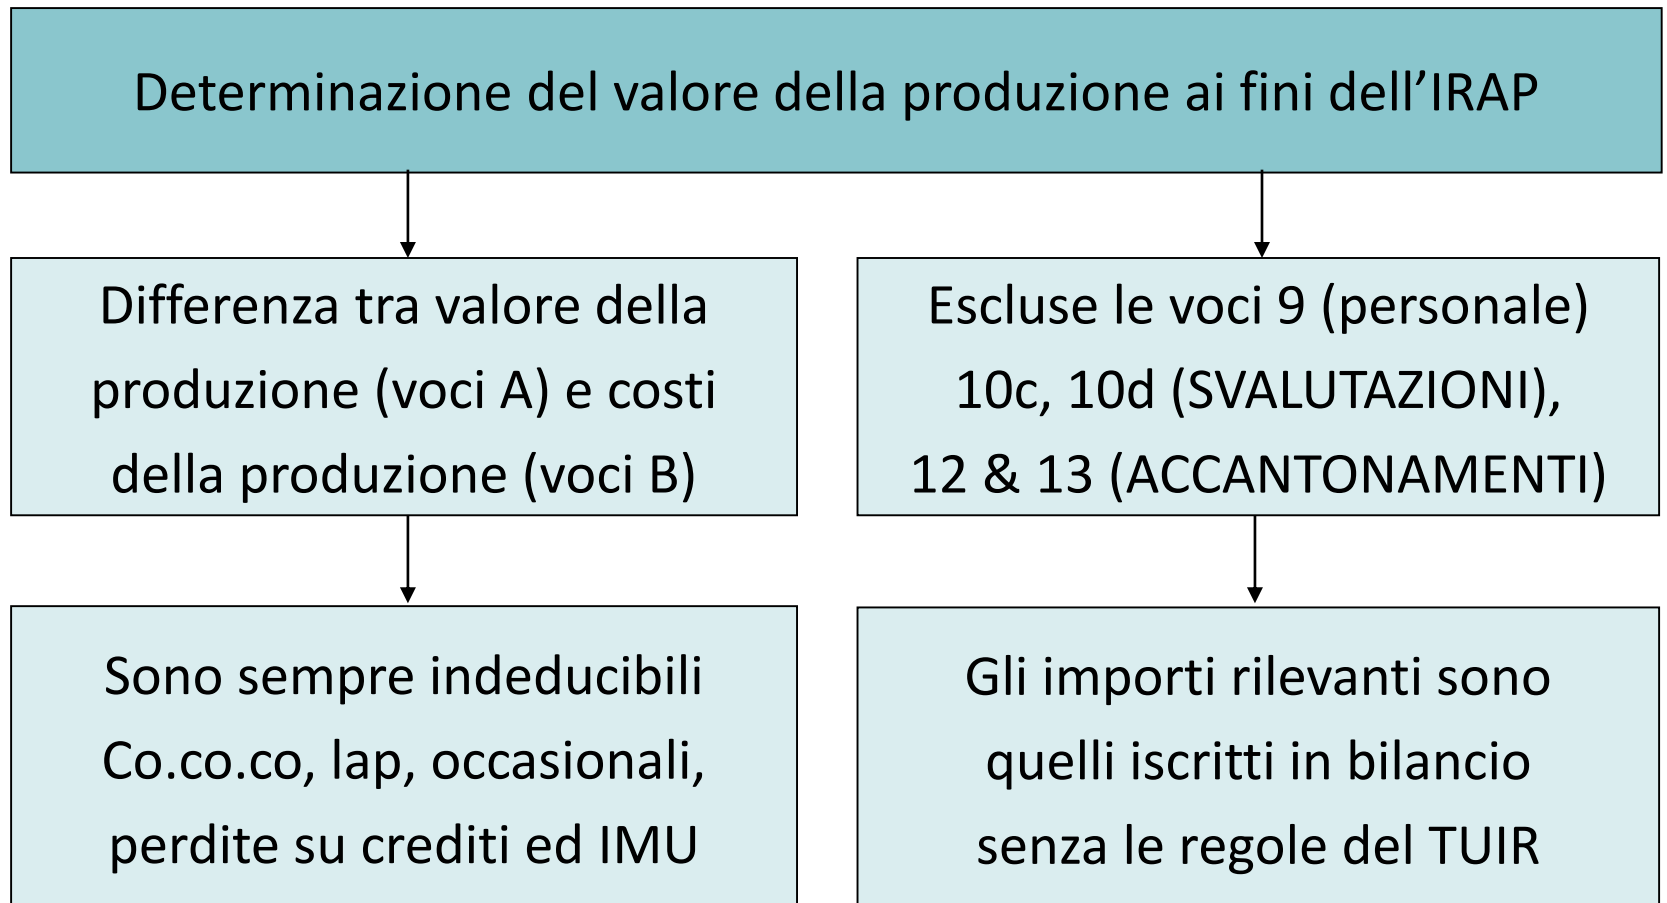 Determinazione del valore della produzione ai fini dell’IRAP
Differenza tra valore della
produzione (voci A) e costi
della produzione (voci B)
Escluse le voci 9 (personale)
10c, 10d (SVALUTAZIONI),
12 & 13 (ACCANTONAMENTI)
Sono sempre indeducibili
Co.co.co, lap, occasionali,
perdite su crediti ed IMU
Gli importi rilevanti sono
quelli iscritti in bilancio
senza le regole del TUIR